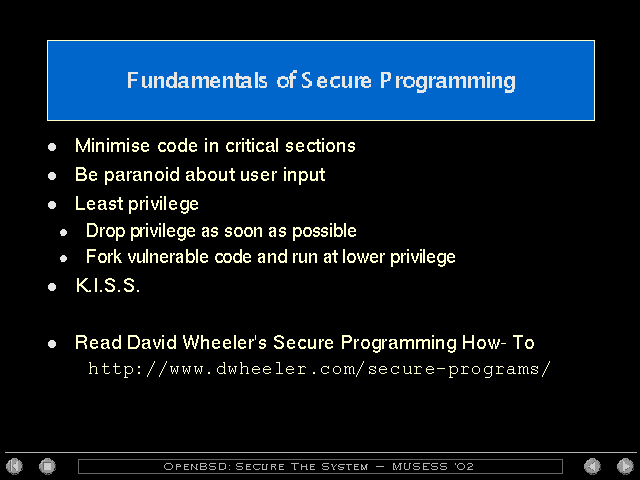 Fundamentals of Secure Programming
Minimise code in critical sections
Be paranoid about user input
Least privilege
Drop privilege as soon as possible
Fork vulnerable code and run at lower privilege
K.I.S.S.
Read David Wheeler's Secure Programming How- To
http://www.dwheeler.com/secure-programs/
OpenBSD: Secure The System – MUSESS '02